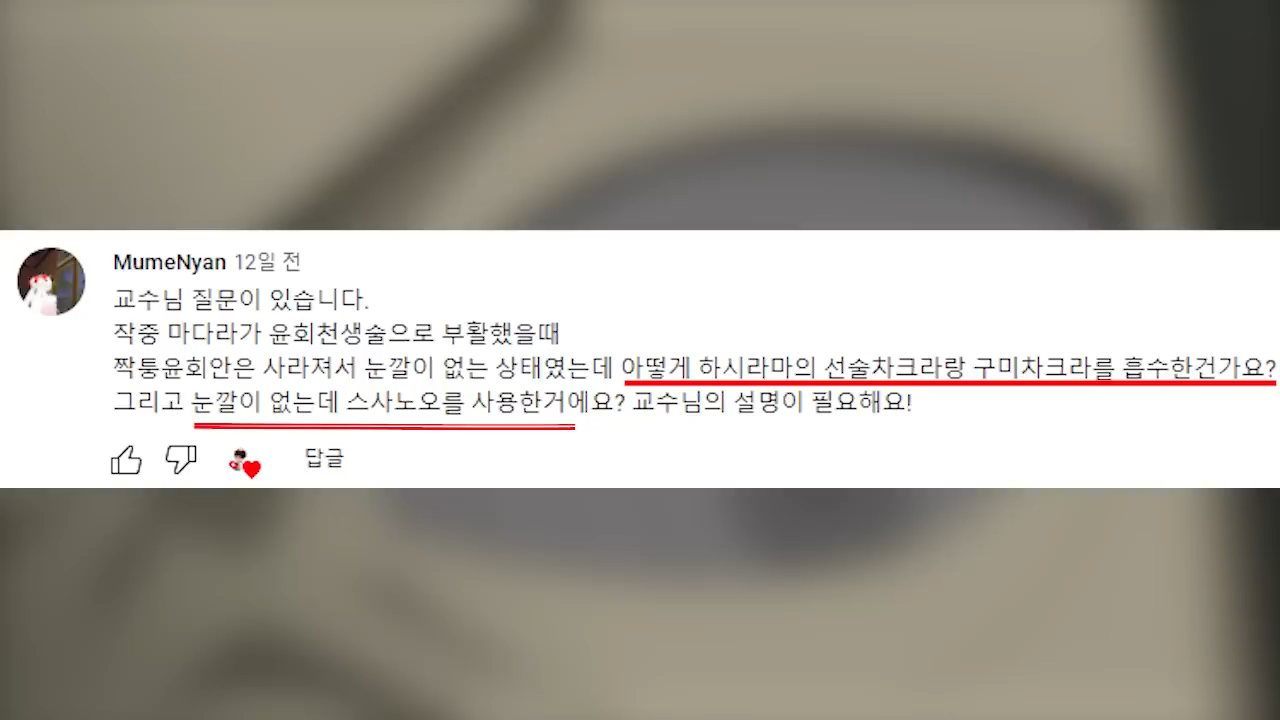 MumeNyan 12일 전
교수님 질문이 있습니다.
작중 마다라가 윤회천생술으로 부활했을때
짝퉁윤회안은 사라져서 눈깔이 없는 상태였는데 아떻게 하시라마의 선술차크라랑 구미차크라를 흡수한건가요?
그리고 눈깔이 없는데 스사노오를 사용한거에요? 교수님의 설명이 필요해요!
답글